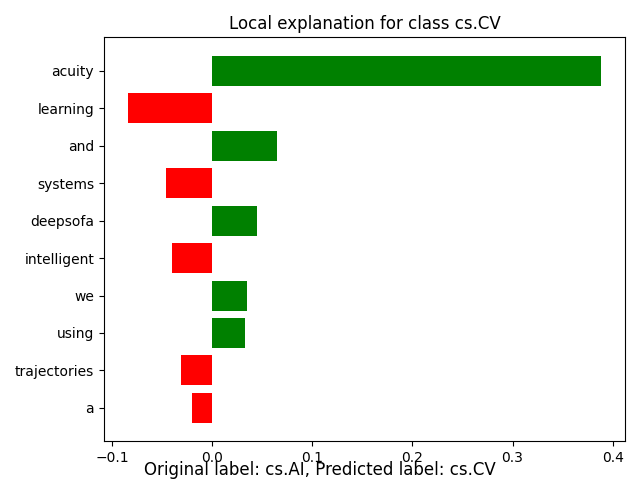 Local explanation for class cs.CV
acuity
learning
and
systems
deepsofa
intelligent
we
using
trajectories
a
−0.1 0.0 0.1 0.2 0.3 0.4
Original label: cs.AI, Predicted label: cs.CV